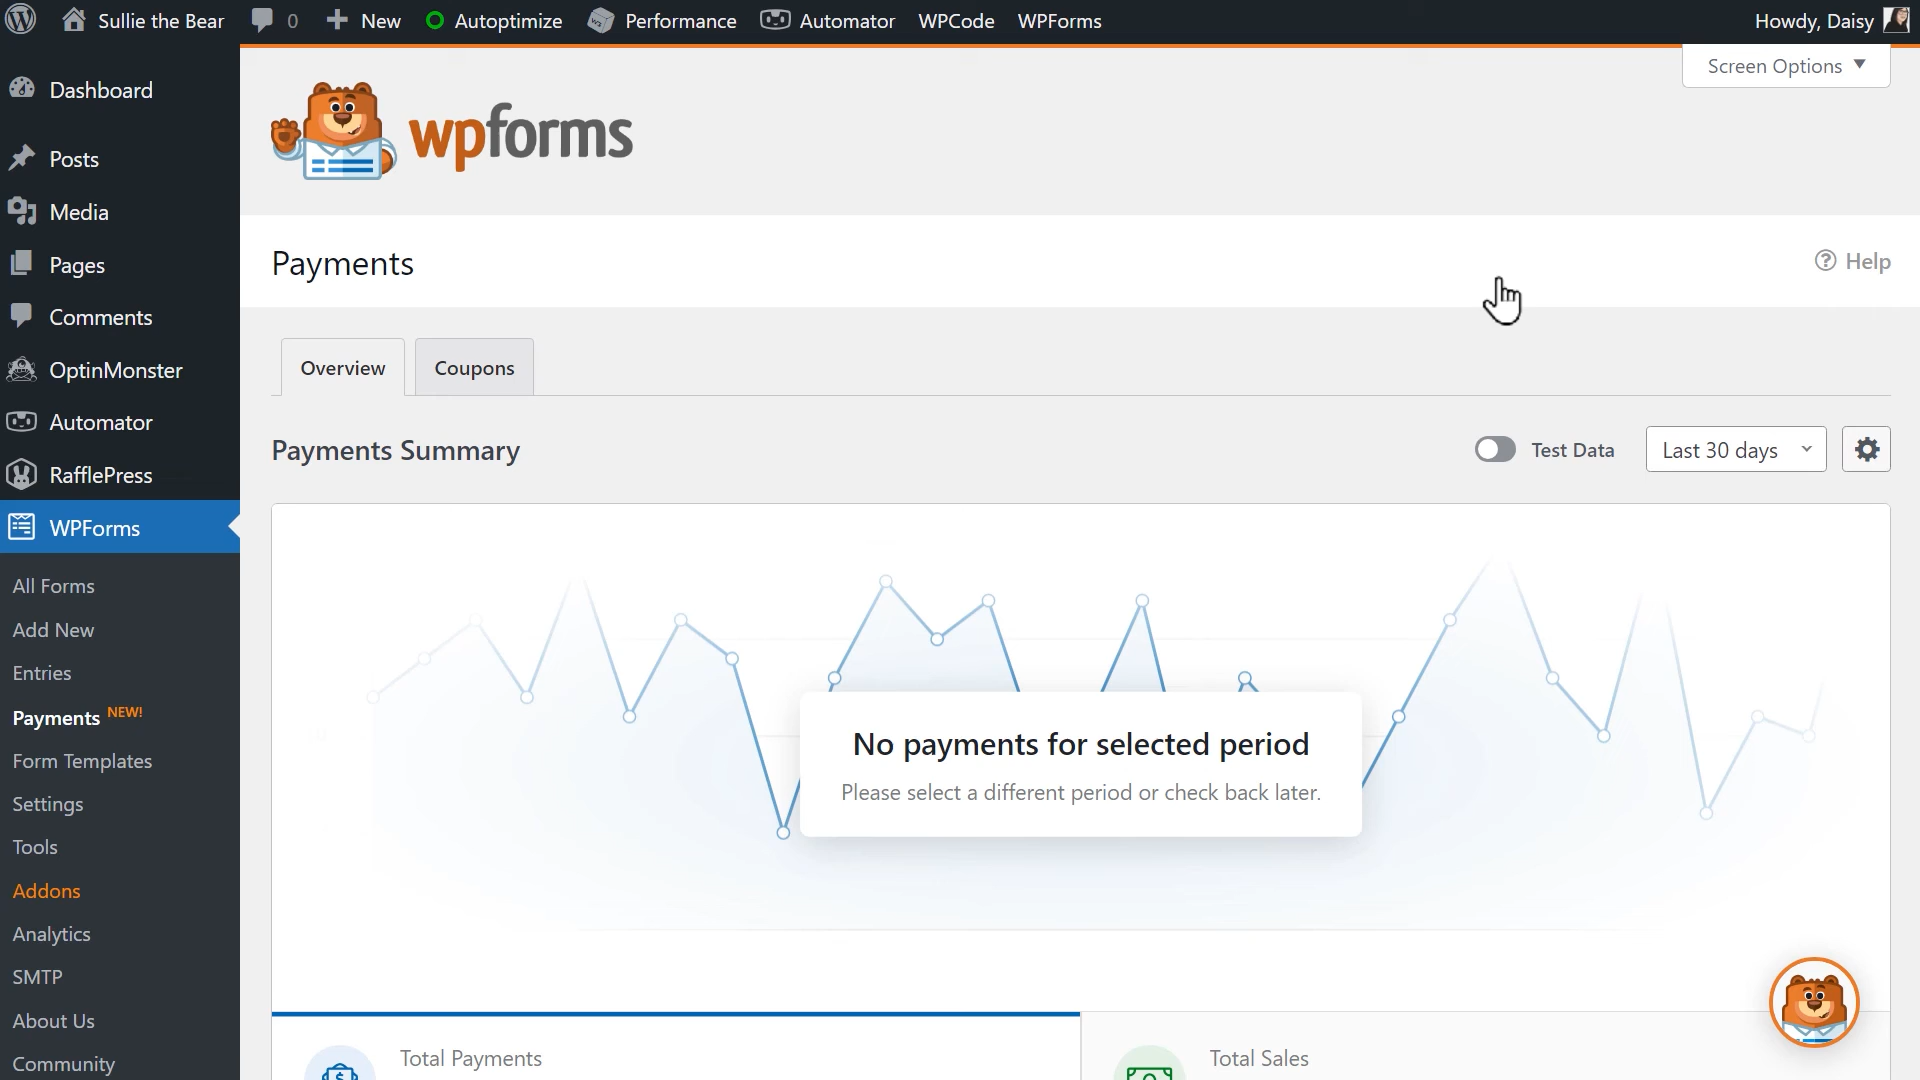 Sullie the Bear
0
New
Autoptimize
Performance
Automator
WPCode
WPForms
Howdy, Daisy
Screen Options
Dashboard
Posts
Media
Pages
Comments
OptinMonster
Automator
RafflePress
WPForms
All Forms
Add New
Entries
Payments NEW!
Form Templates
Settings
Tools
Addons
Analytics
SMTP
About Us
Community
wpforms
Payments
Help
Overview
Coupons
Payments Summary
Test Data
Last 30 days
No payments for selected period
Please select a different period or check back later.
Total Payments
Total Sales